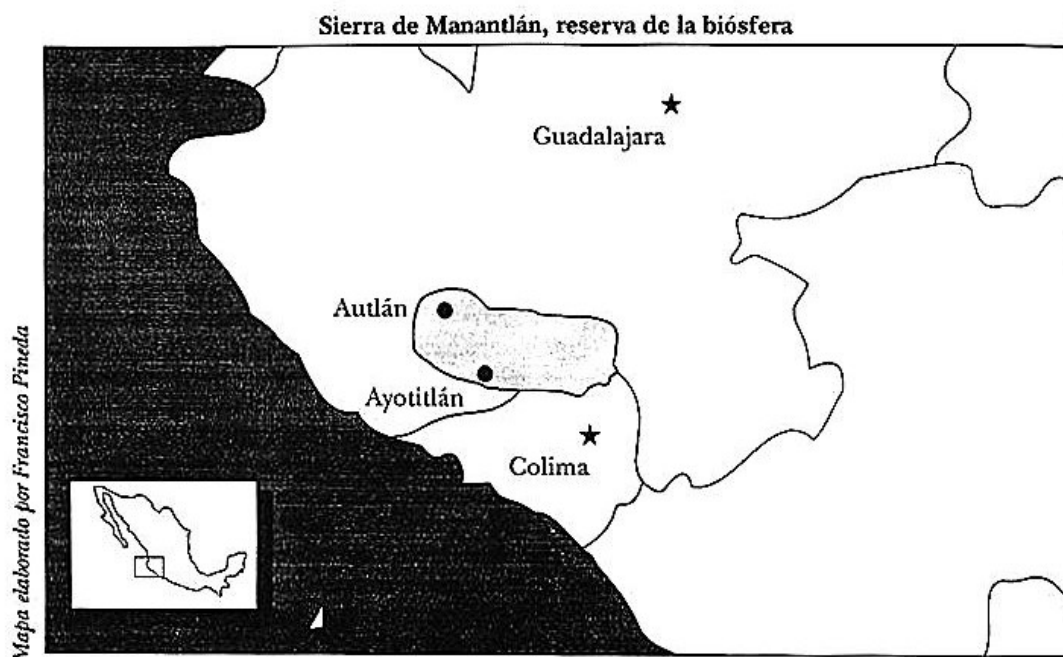 Sierra de Manantlán, reserva de la biósfera
Guadalajara
Autlán
Ayotitlán
Colima
Mapa elaborado por Francisco Pineda